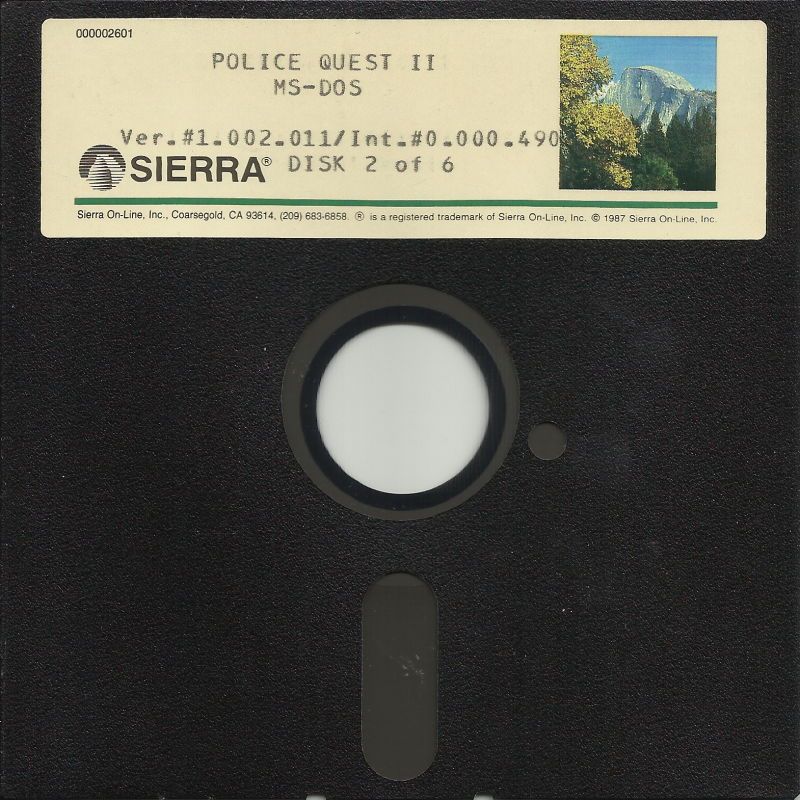 000002601
POLICE QUEST II
MS-DOS
Ver.#1.002.011/Int.#0.000.490
SIERRA® DISK 2 of 6
Sierra On-Line, Inc., Coarsegold, CA 93614, (209) 683-6858 ® is a registered trademark of Sierra On-Line, Inc. © 1987 Sierra On-Line, Inc.